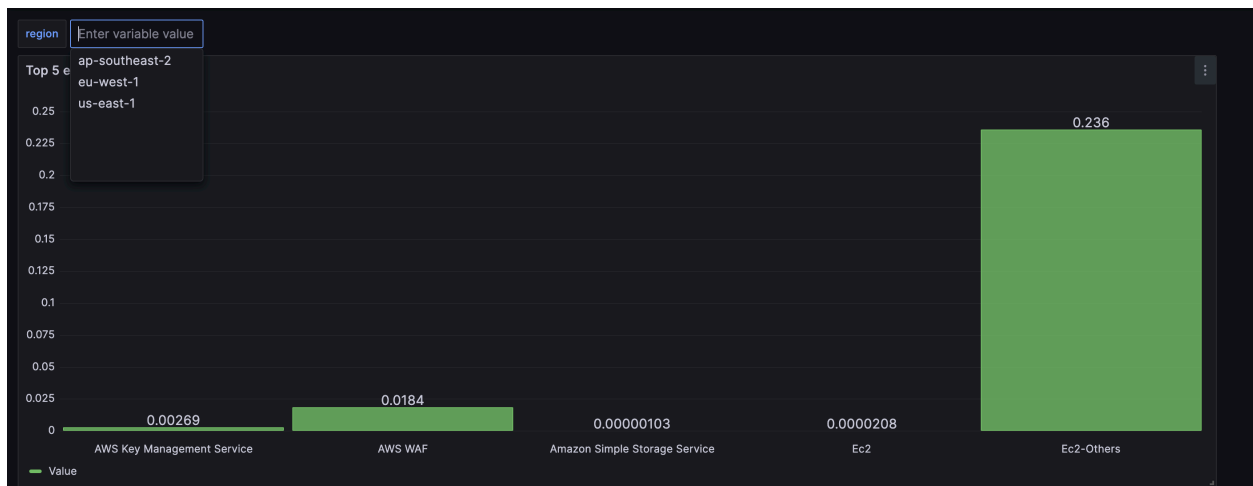 region Enter variable value
ap-southeast-2
Top 5 e
eu-west-1
us-east-1
0.25
0.236
0.225
0.2
0.175
0.15
0.125
0.1
0.075
0.05
0.025
0.0184
0.00269
0.00000103
0.0000208
0
AWS Key Management Service AWS WAF Amazon Simple Storage Service Ec2 Ec2-Others
Value